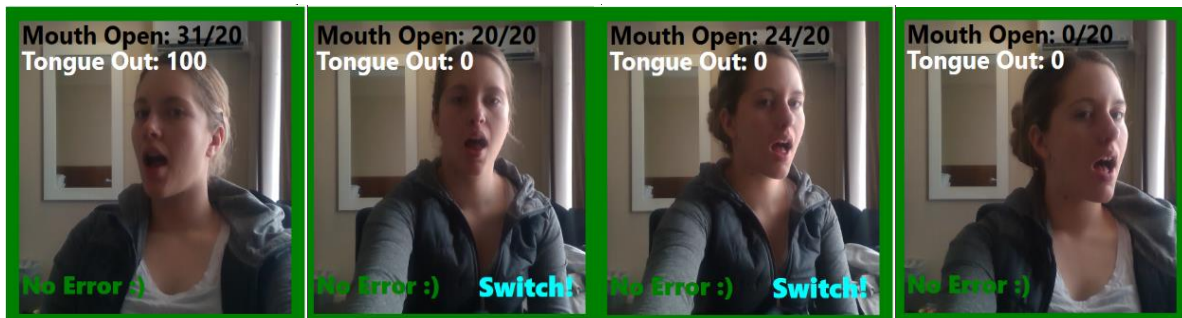 Mouth Open: 31/20
Tongue Out: 100
No Error :)
Mouth Open: 20/20
Tongue Out: 0
No Error :)
Switch!
Mouth Open: 24/20
Tongue Out: 0
No Error :)
Switch!
Mouth Open: 0/20
Tongue Out: 0
No Error :)